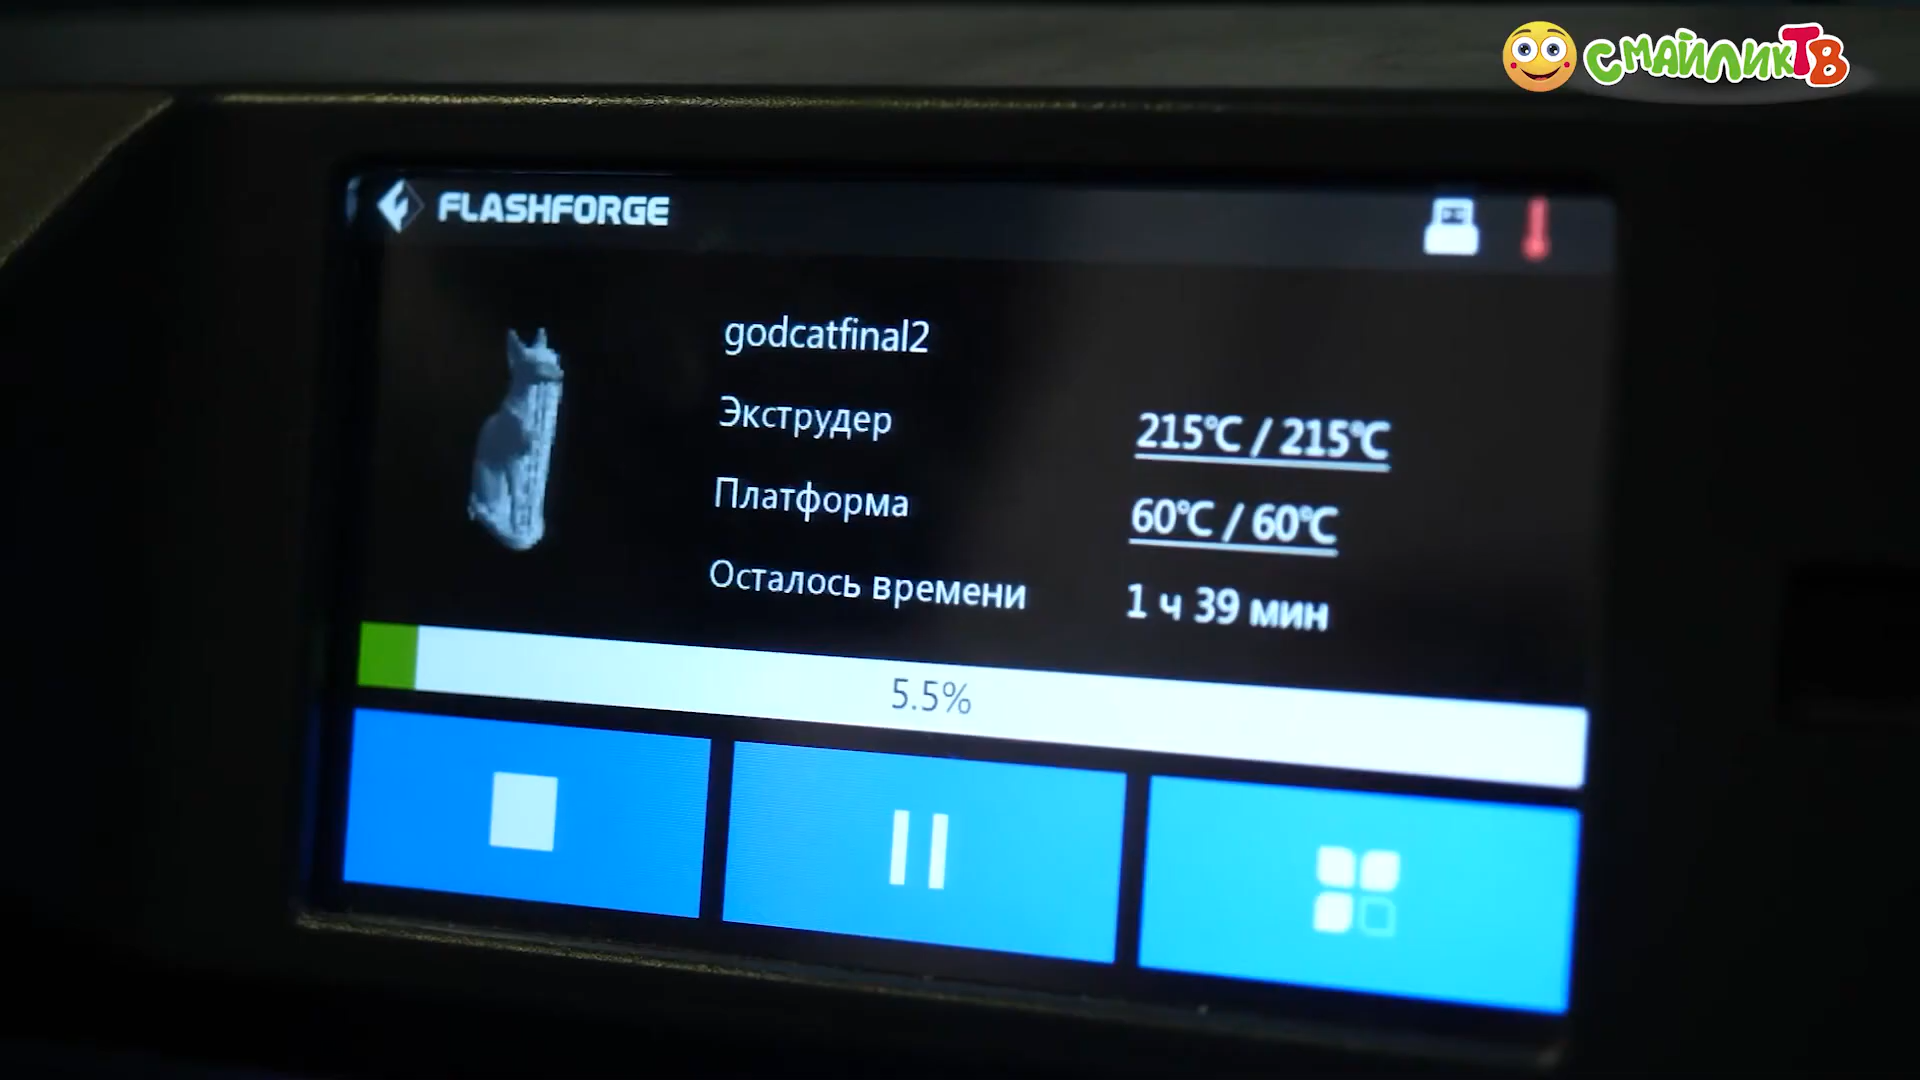 СМАЙЛИКТВ
FLASHFORGE
godcatfinal2
Экструдер 215℃ / 215℃
Платформа 60℃ / 60℃
Осталось времени 1 ч 39 мин
5.5%